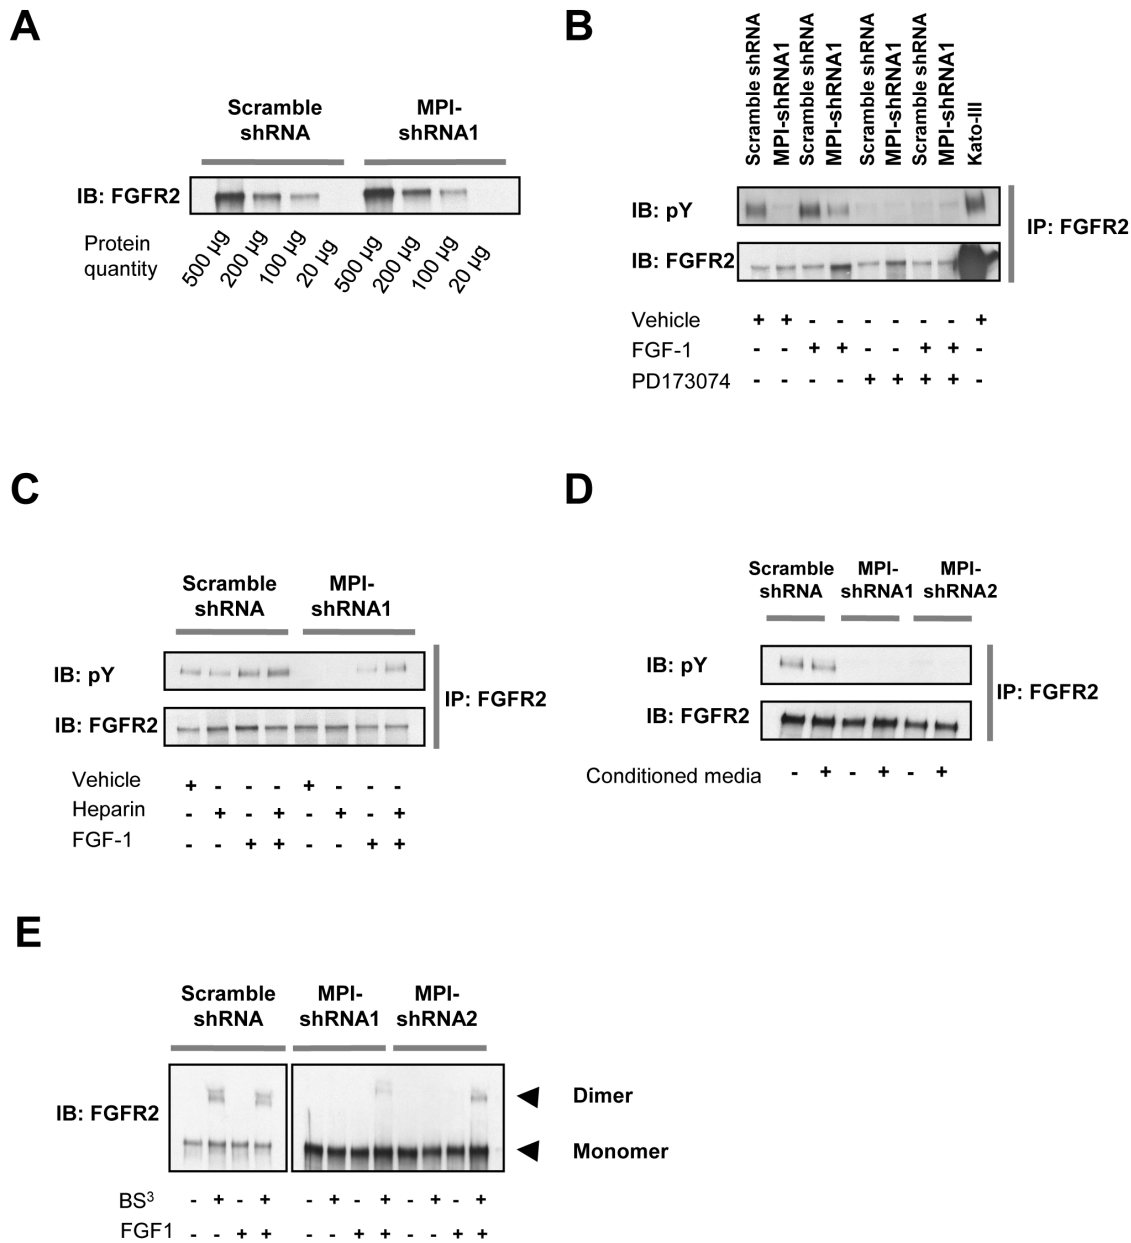 A
Scramble
shRNA
MPI-
shRNA1
IB: FGFR2
Protein
quantity
500 µg
200 µg
100 µg
20 µg
500 µg
200 µg
100 µg
20 µg
B
Scramble shRNA
MPI-shRNA1
Scramble shRNA
MPI-shRNA1
Scramble shRNA
MPI-shRNA1
Scramble shRNA
MPI-shRNA1
Kato-III
IB: pY
IB: FGFR2
IP: FGFR2
Vehicle + + - - - - - - +
FGF-1 - - + + - - + + -
PD173074 - - - - + + + + -
C
Scramble
shRNA
MPI-
shRNA1
IB: pY
IB: FGFR2
IP: FGFR2
Vehicle + - - - + - - -
Heparin - + - + - + - +
FGF-1 - - + + - - + +
D
Scramble
shRNA
MPI-
shRNA1
MPI-
shRNA2
IB: pY
IB: FGFR2
IP: FGFR2
Conditioned media - + - + - +
E
Scramble
shRNA
MPI-
shRNA1
MPI-
shRNA2
IB: FGFR2
Dimer
Monomer
BS³ - + - + - + - + - + - +
FGF1 - - + + - - + + - - + +